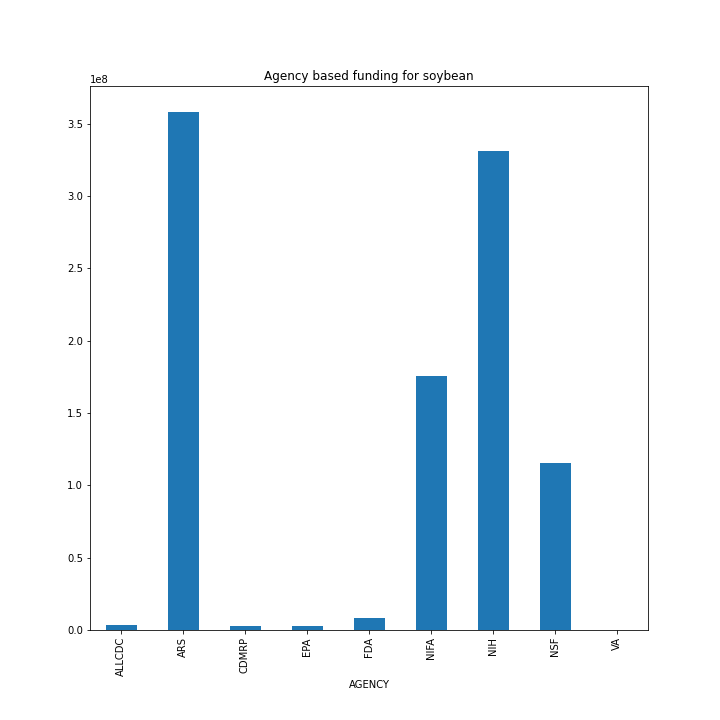 Agency based funding for soybean
1e8
3.5
3.0
2.5
2.0
1.5
1.0
0.5
0.0
ALLCDC
ARS
CDMRP
EPA
FDA
NIFA
NIH
NSF
VA
AGENCY